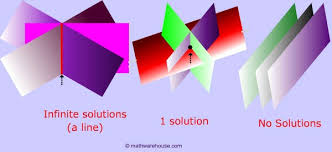 Infinite solutions
(a line)
1 solution
No Solutions
© mathwarehouse.com